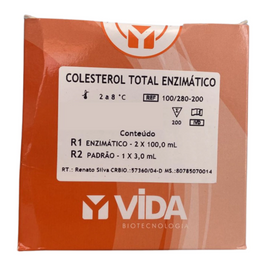 COLESTEROL TOTAL ENZIMÁTICO
2 a 8 °C REF 100/280-200
200 IVD
Conteúdo
R1 ENZIMÁTICO - 2 X 100,0 mL
R2 PADRÃO - 1 X 3,0 mL
RT.: Renato Silva CRBIO.:57360/04-D MS.:80785070014
VIDA
BIOTECNOLOGIA